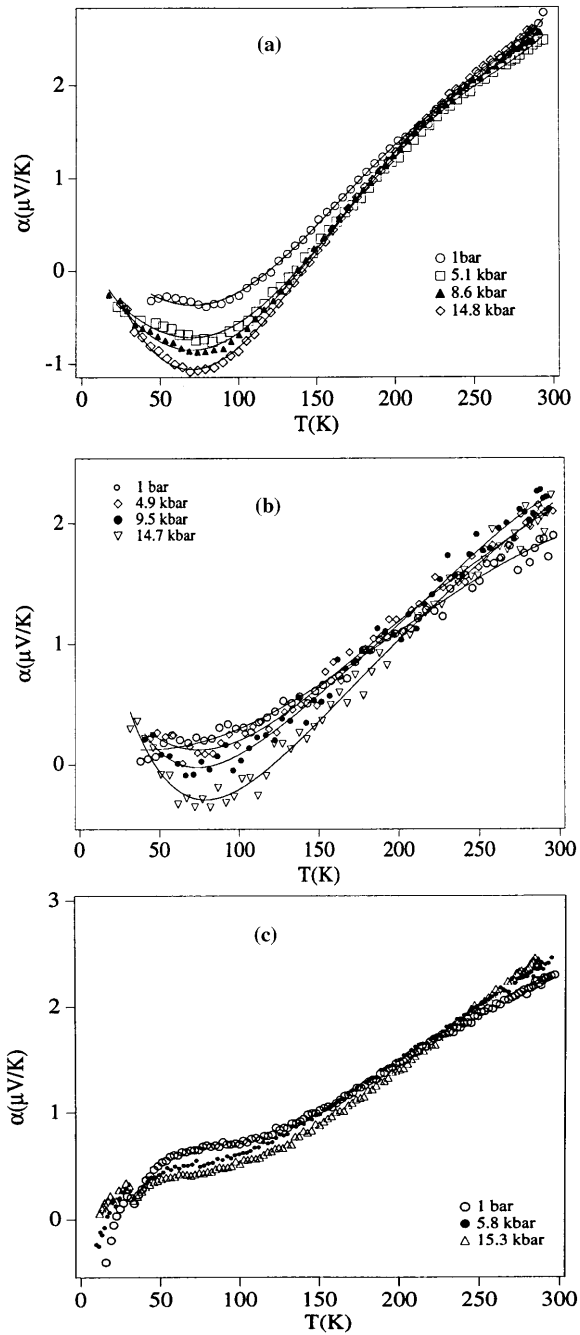 (a)
2
1
0
-1
α(μV/K)
○ 1bar
□ 5.1 kbar
▲ 8.6 kbar
◇ 14.8 kbar
0 50 100 150 200 250 300
T(K)
○ 1 bar
◇ 4.9 kbar
● 9.5 kbar
▽ 14.7 kbar
(b)
2
1
0
α(μV/K)
0 50 100 150 200 250 300
T(K)
(c)
3
2
1
0
α(μV/K)
○ 1 bar
● 5.8 kbar
△ 15.3 kbar
0 50 100 150 200 250 300
T(K)